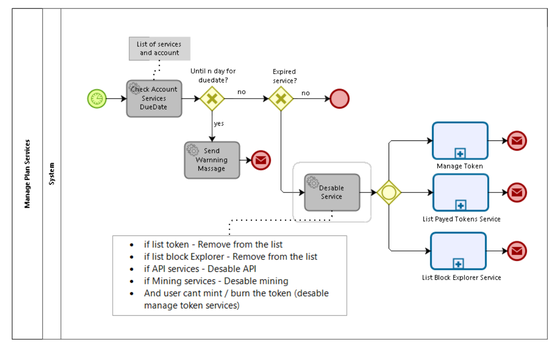 Manage Plan Services
System
List of services
and account
Check Account
Services
DueDate
Until n day for
duedate?
no
yes
Expired
service?
no
Send
Warnning
Massage
Desable
Service
Manage Token
List Payed Tokens Service
List Block Explorer Service
• if list token - Remove from the list
• if list block Explorer - Remove from the list
• if API services - Desable API
• if Mining services - Desable mining
• And user cant mint / burn the token (desable
manage token services)